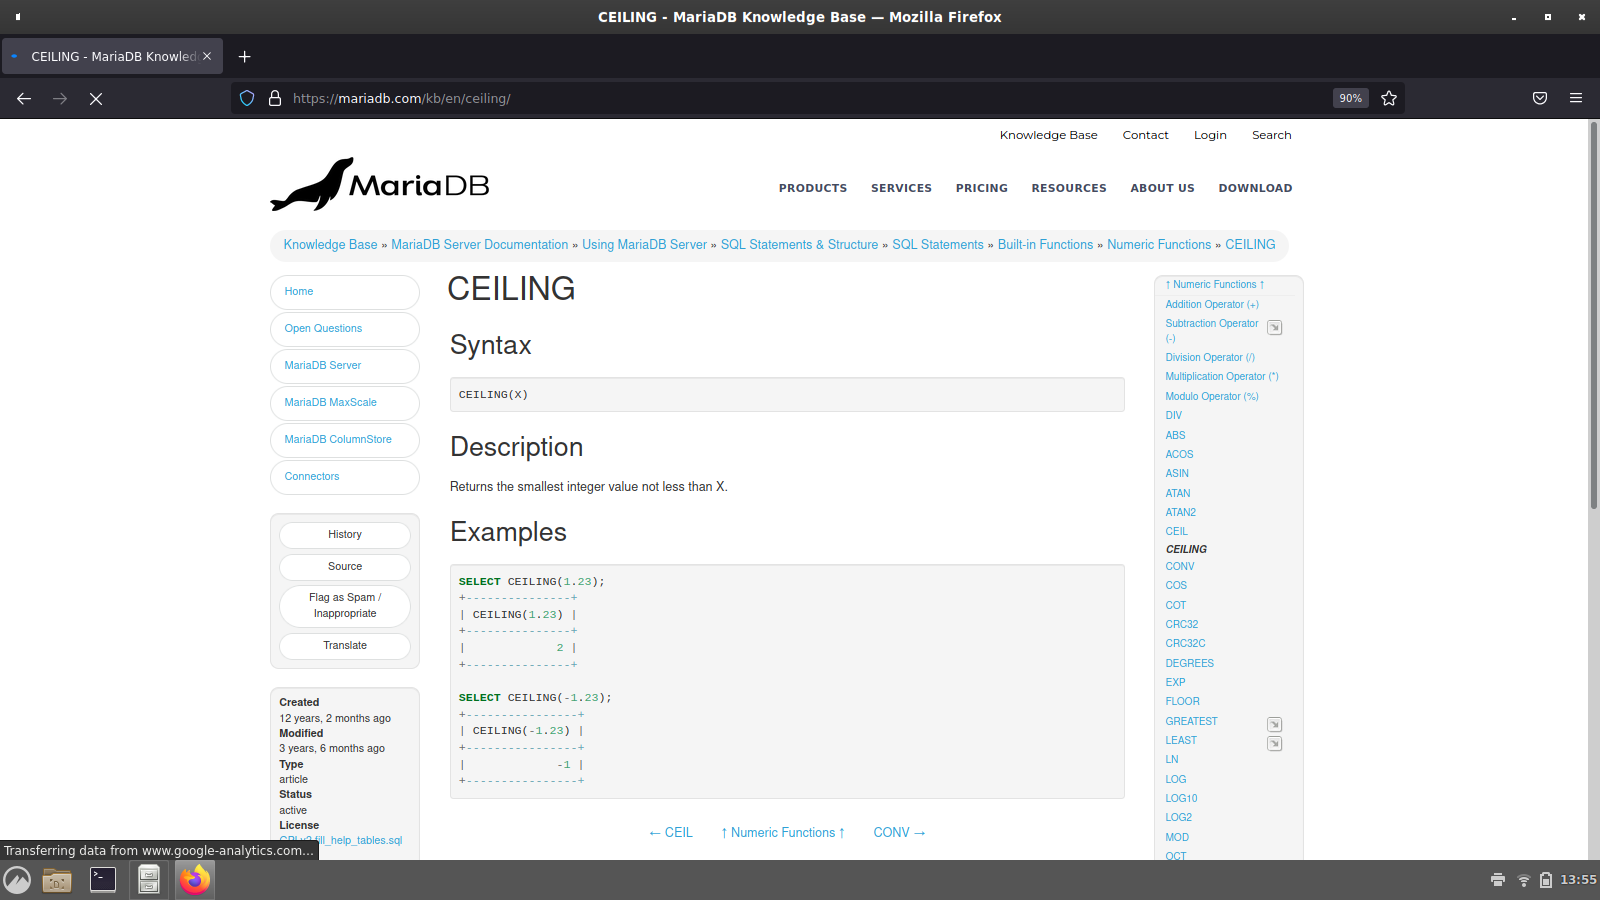 CEILING - MariaDB Knowledge Base — Mozilla Firefox
CEILING - MariaDB Knowled
https://mariadb.com/kb/en/ceiling/
90%
Knowledge Base Contact Login Search
MariaDB
PRODUCTS SERVICES PRICING RESOURCES ABOUT US DOWNLOAD
Knowledge Base » MariaDB Server Documentation » Using MariaDB Server » SQL Statements & Structure » SQL Statements » Built-in Functions » Numeric Functions » CEILING
Home
Open Questions
MariaDB Server
MariaDB MaxScale
MariaDB ColumnStore
Connectors
History
Source
Flag as Spam /
Inappropriate
Translate
Created
12 years, 2 months ago
Modified
3 years, 6 months ago
Type
article
Status
active
License
GPLv2 fill_help_tables.sql
CEILING
Syntax
CEILING(X)
Description
Returns the smallest integer value not less than X.
Examples
SELECT CEILING(1.23);
+---------------+
| CEILING(1.23) |
+---------------+
|             2 |
+---------------+
SELECT CEILING(-1.23);
+----------------+
| CEILING(-1.23) |
+----------------+
|             -1 |
+----------------+
← CEIL ↑ Numeric Functions ↑ CONV →
↑ Numeric Functions ↑
Addition Operator (+)
Subtraction Operator
(-)
Division Operator (/)
Multiplication Operator (*)
Modulo Operator (%)
DIV
ABS
ACOS
ASIN
ATAN
ATAN2
CEIL
CEILING
CONV
COS
COT
CRC32
CRC32C
DEGREES
EXP
FLOOR
GREATEST
LEAST
LN
LOG
LOG10
LOG2
MOD
OCT
Transferring data from www.google-analytics.com...
13:55